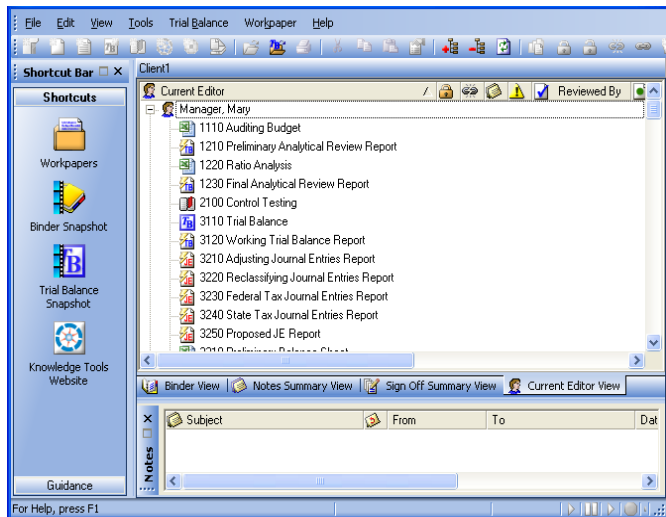 File Edit View Tools Trial Balance Workpaper Help
Shortcut Bar
Client1
Shortcuts
Workpapers
Binder Snapshot
Trial Balance
Snapshot
Knowledge Tools
Website
Guidance
Current Editor / Reviewed By
Manager, Mary
1110 Auditing Budget
1210 Preliminary Analytical Review Report
1220 Ratio Analysis
1230 Final Analytical Review Report
2100 Control Testing
3110 Trial Balance
3120 Working Trial Balance Report
3210 Adjusting Journal Entries Report
3220 Reclassifying Journal Entries Report
3230 Federal Tax Journal Entries Report
3240 State Tax Journal Entries Report
3250 Proposed JE Report
3310 Preliminary Balance Sheet
Binder View Notes Summary View Sign Off Summary View Current Editor View
Notes
Subject From To Dat
For Help, press F1